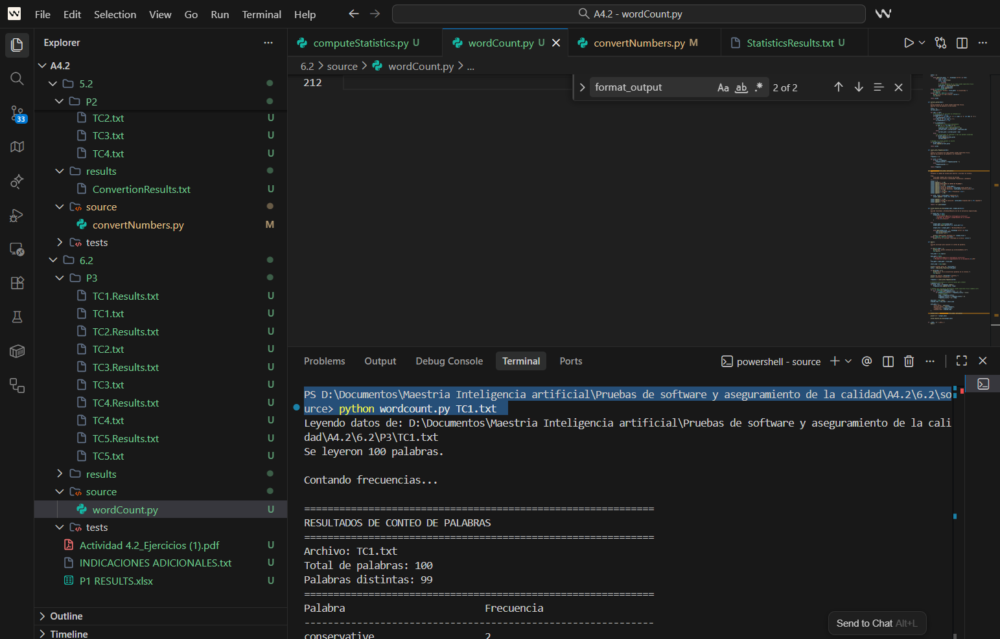 File Edit Selection View Go Run Terminal Help
A4.2 - wordCount.py
Explorer
A4.2
5.2
P2
TC2.txt U
TC3.txt U
TC4.txt U
results
ConvertionResults.txt U
source
convertNumbers.py M
tests
6.2
P3
TC1.Results.txt U
TC1.txt U
TC2.Results.txt U
TC2.txt U
TC3.Results.txt U
TC3.txt U
TC4.Results.txt U
TC4.txt U
TC5.Results.txt U
TC5.txt U
results
source
wordCount.py U
tests
Actividad 4.2_Ejercicios (1).pdf U
INDICACIONES ADICIONALES.txt U
P1 RESULTS.xlsx U
Outline
Timeline
33
computeStatistics.py U
wordCount.py U
convertNumbers.py M
StatisticsResults.txt U
6.2 > source > wordCount.py > ...
212
format_output Aa ab .* 2 of 2
Problems Output Debug Console Terminal Ports
powershell - source
PS D:\Documentos\Maestria Inteligencia artificial\Pruebas de software y aseguramiento de la calidad\A4.2\6.2\so
urce> python wordcount.py TC1.txt
Leyendo datos de: D:\Documentos\Maestria Inteligencia artificial\Pruebas de software y aseguramiento de la cali
dad\A4.2\6.2\P3\TC1.txt
Se leyeron 100 palabras.
Contando frecuencias...
============================================================
RESULTADOS DE CONTEO DE PALABRAS
============================================================
Archivo: TC1.txt
Total de palabras: 100
Palabras distintas: 99
============================================================
Palabra Frecuencia
------------------------------------------------------------
conservative 2
Send to Chat Alt+L